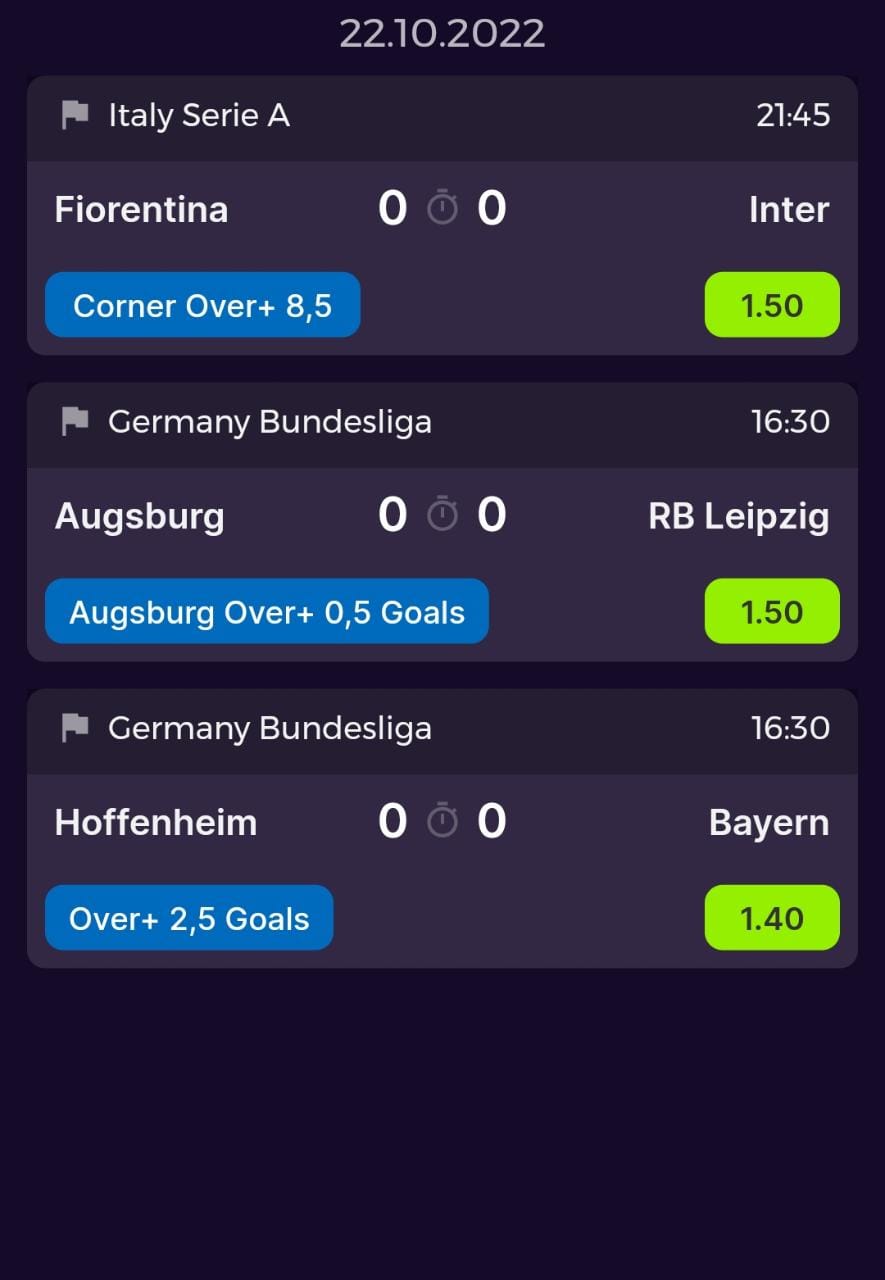 22.10.2022
Italy Serie A 21:45
Fiorentina 0 0 Inter
Corner Over+ 8,5 1.50
Germany Bundesliga 16:30
Augsburg 0 0 RB Leipzig
Augsburg Over+ 0,5 Goals 1.50
Germany Bundesliga 16:30
Hoffenheim 0 0 Bayern
Over+ 2,5 Goals 1.40